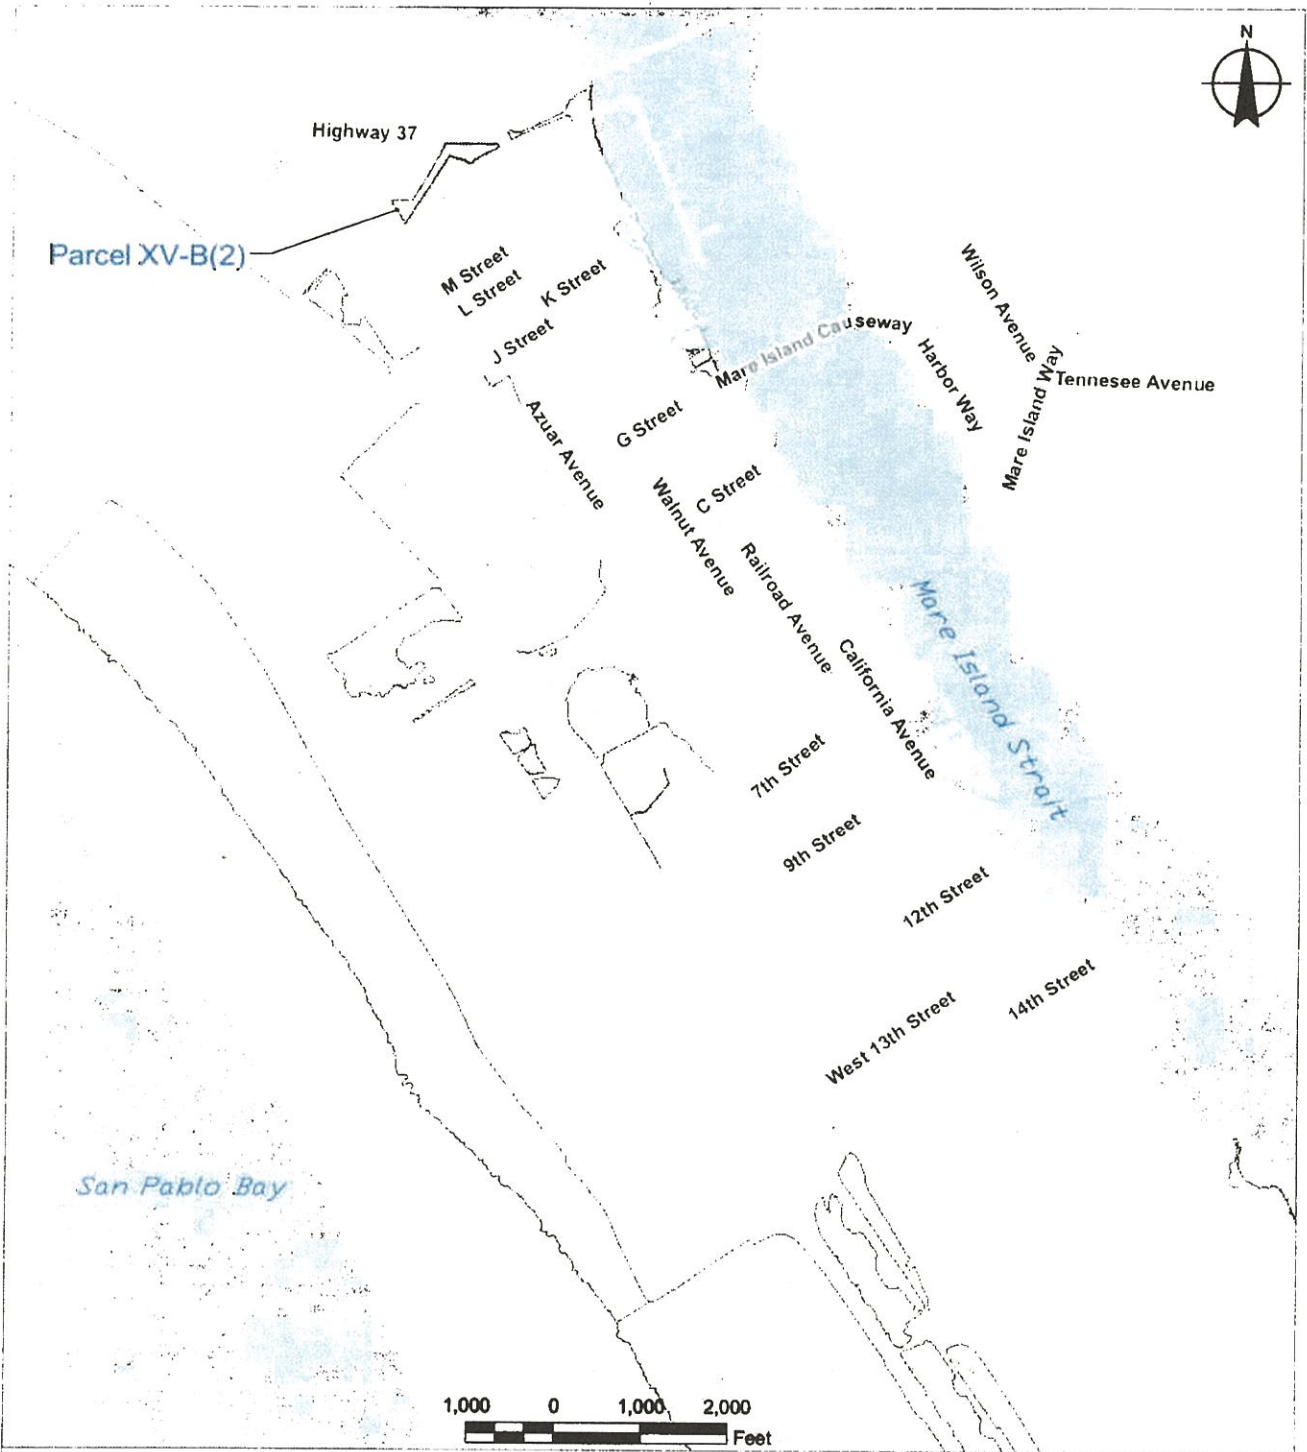 N
Highway 37
Parcel XV-B(2)
M Street
L Street
K Street
J Street
Wilson Avenue
Mare Island Causeway
Harbor Way
Mare Island Way
Tennesee Avenue
Azuar Avenue
G Street
C Street
Walnut Avenue
Railroad Avenue
California Avenue
Mare Island Strait
7th Street
9th Street
12th Street
14th Street
West 13th Street
San Pablo Bay
1,000 0 1,000 2,000
Feet